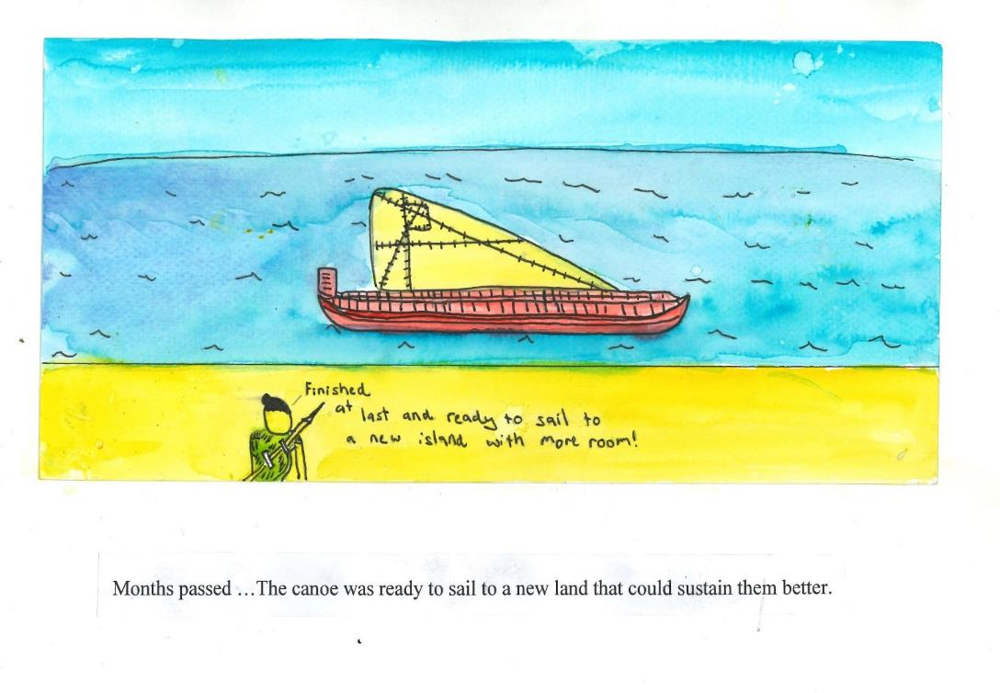 Finished
at last and ready to sail to
a new island with more room!
Months passed …The canoe was ready to sail to a new land that could sustain them better.